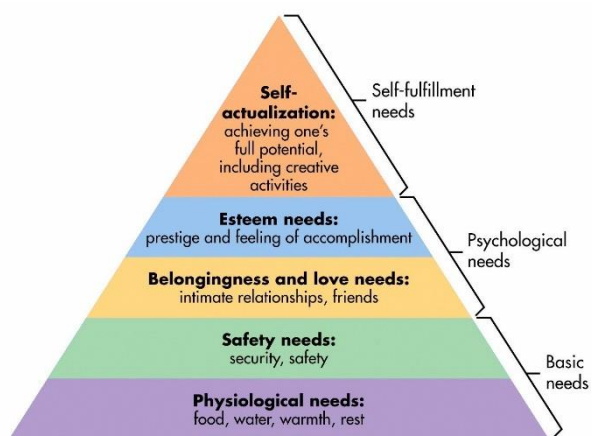 Self-
actualization:
achieving one's
full potential,
including creative
activities
Self-fulfillment
needs
Esteem needs:
prestige and feeling of accomplishment
Belongingness and love needs:
intimate relationships, friends
Psychological
needs
Safety needs:
security, safety
Physiological needs:
food, water, warmth, rest
Basic
needs